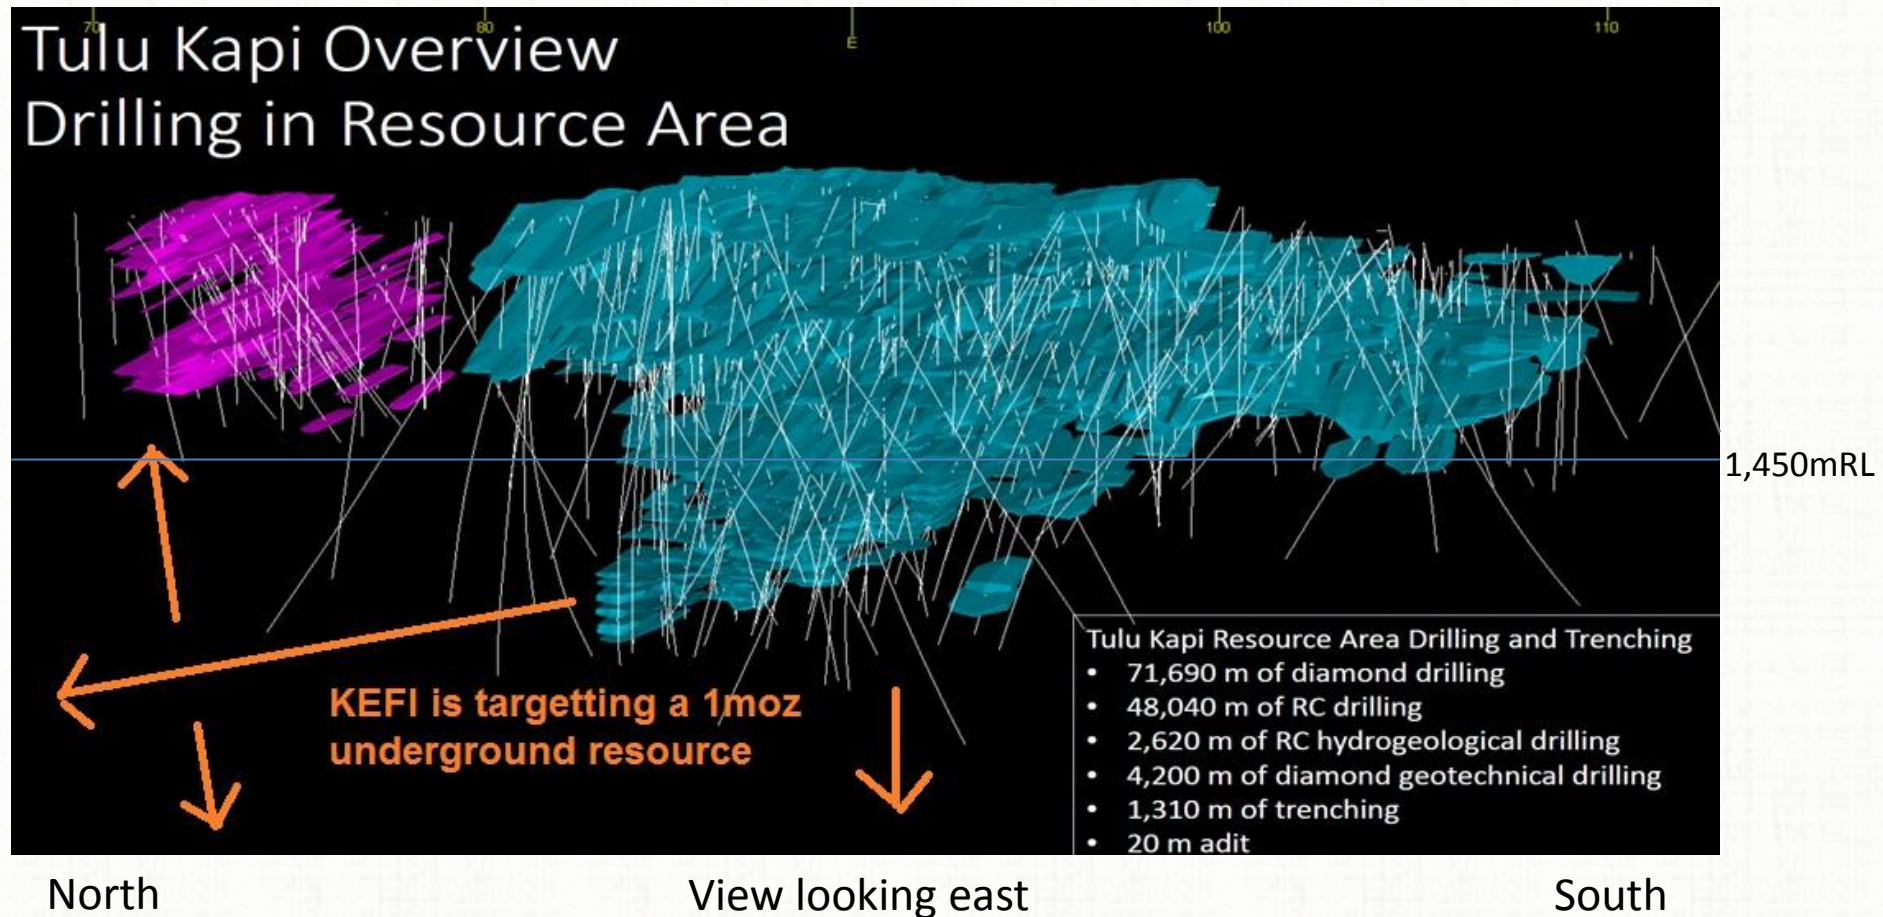 70 80 E 100 110
Tulu Kapi Overview
Drilling in Resource Area
1,450mRL
KEFI is targetting a 1moz
underground resource
Tulu Kapi Resource Area Drilling and Trenching
• 71,690 m of diamond drilling
• 48,040 m of RC drilling
• 2,620 m of RC hydrogeological drilling
• 4,200 m of diamond geotechnical drilling
• 1,310 m of trenching
• 20 m adit
North View looking east South